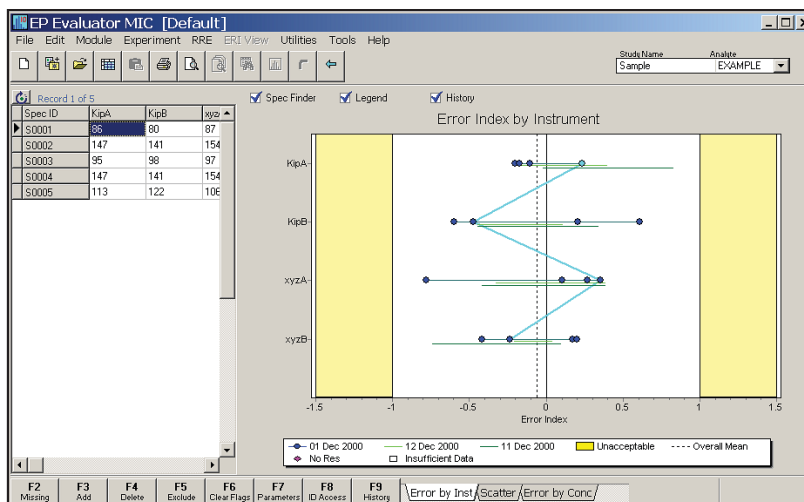 EP Evaluator MIC [Default]
File Edit Module Experiment RRE ERI View Utilities Tools Help
Study Name Analyte
Sample EXAMPLE
Record 1 of 5
Spec Finder Legend History
Spec ID KipA KipB xyz
S0001 86 80 87
S0002 147 141 154
S0003 95 98 97
S0004 147 141 154
S0005 113 122 106
Error Index by Instrument
KipA
KipB
xyzA
xyzB
-1.5 -1 -0.5 0 0.5 1 1.5
Error Index
01 Dec 2000 12 Dec 2000 11 Dec 2000 Unacceptable Overall Mean
No Res Insufficient Data
F2 F3 F4 F5 F6 F7 F8 F9
Missing Add Delete Exclude Clear Flags Parameters ID Access History
Error by Inst Scatter Error by Conc